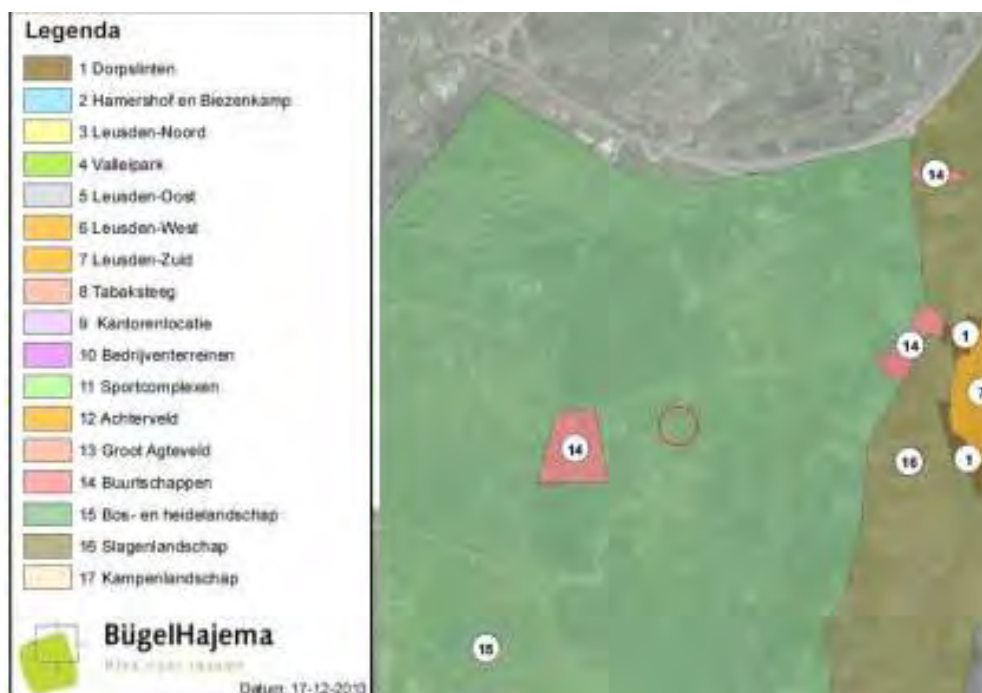 Legenda
1 Dorpslinten
2 Hamershof en Biezenkamp
3 Leusden-Noord
4 Valleipark
5 Leusden-Oost
6 Leusden-West
7 Leusden-Zuid
8 Tabaksteeg
9 Kantorenlocatie
10 Bedrijventerreinen
11 Sportcomplexen
12 Achterveld
13 Groot Agteveld
14 Buurtschappen
15 Bos- en heidelandschap
16 Slagenlandschap
17 Kampenlandschap
BügelHajema
Datum: 17-12-2013
14
14
1
7
14
16
1
15